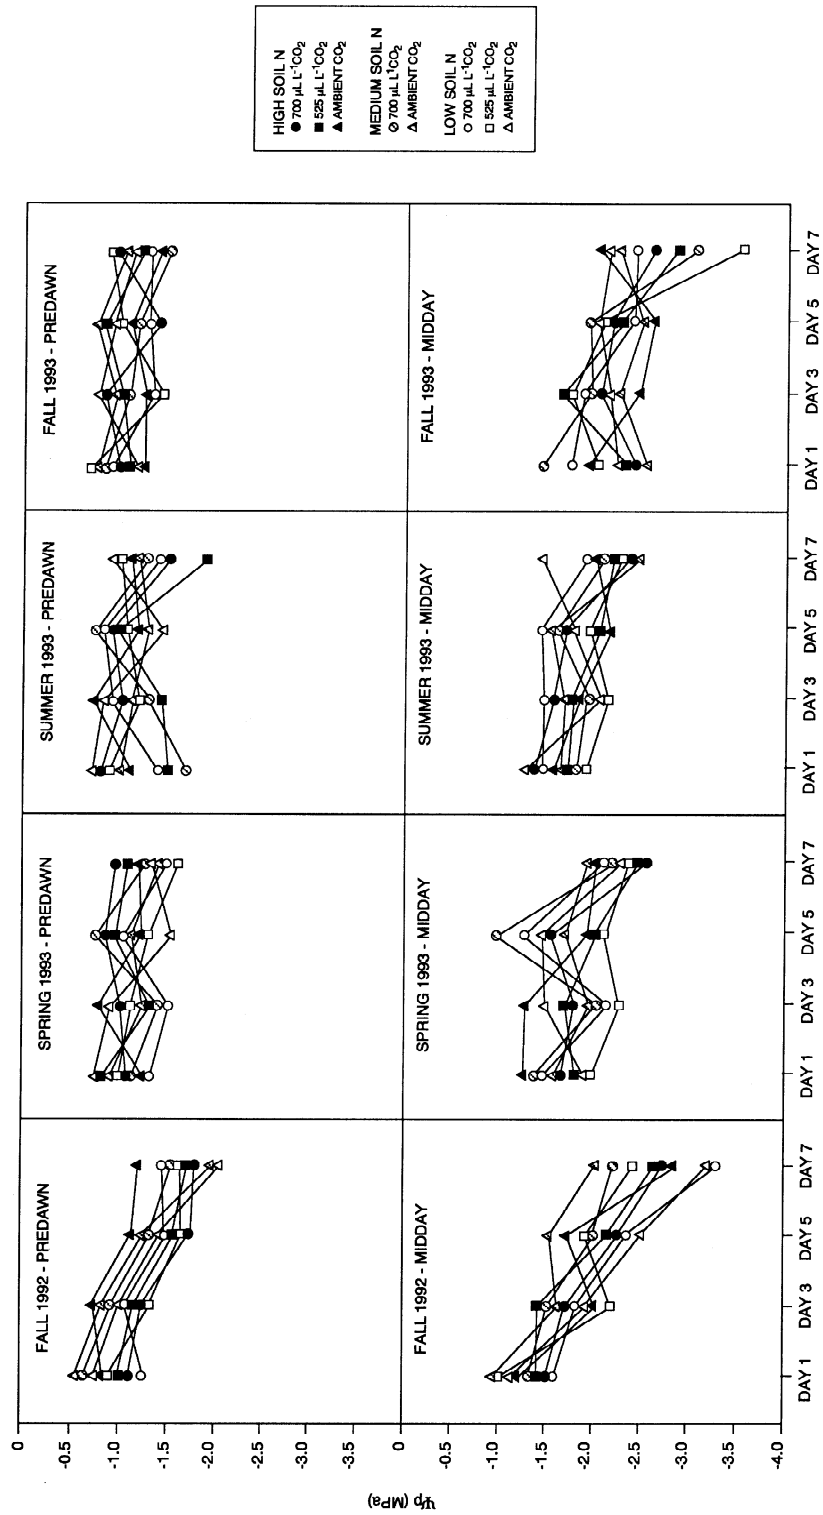 HIGH SOIL N
● 700 µL L⁻¹CO₂
■ 525 µL L⁻¹CO₂
▲ AMBIENT CO₂
MEDIUM SOIL N
⊘ 700 µL L¹CO₂
△ AMBIENT CO₂
LOW SOIL N
○ 700 µL L⁻¹CO₂
□ 525 µL L⁻¹CO₂
△ AMBIENT CO₂
FALL 1992 - PREDAWN
SPRING 1993 - PREDAWN
SUMMER 1993 - PREDAWN
FALL 1993 - PREDAWN
FALL 1992 - MIDDAY
SPRING 1993 - MIDDAY
SUMMER 1993 - MIDDAY
FALL 1993 - MIDDAY
0
-0.5
-1.0
-1.5
-2.0
-2.5
-3.0
-3.5
0
-0.5
-1.0
-1.5
-2.0
-2.5
-3.0
-3.5
-4.0
Ψp (MPa)
DAY 1 DAY 3 DAY 5 DAY 7 DAY 1 DAY 3 DAY 5 DAY 7 DAY 1 DAY 3 DAY 5 DAY 7 DAY 1 DAY 3 DAY 5 DAY 7